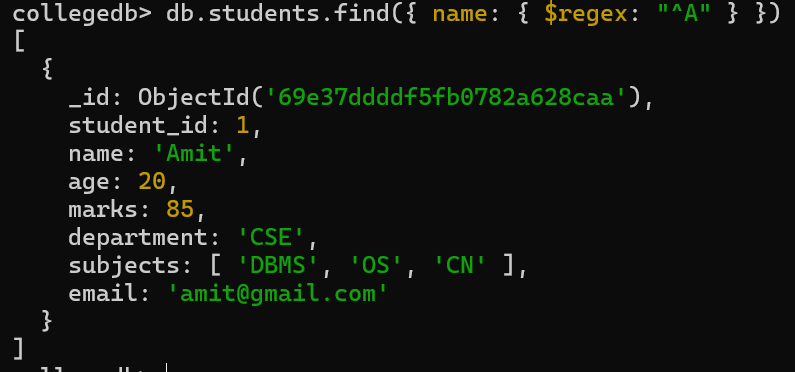 collegedb> db.students.find({ name: { $regex: "^A" } })
[
  {
    _id: ObjectId('69e37ddddf5fb0782a628caa'),
    student_id: 1,
    name: 'Amit',
    age: 20,
    marks: 85,
    department: 'CSE',
    subjects: [ 'DBMS', 'OS', 'CN' ],
    email: 'amit@gmail.com'
  }
]
collegedb>